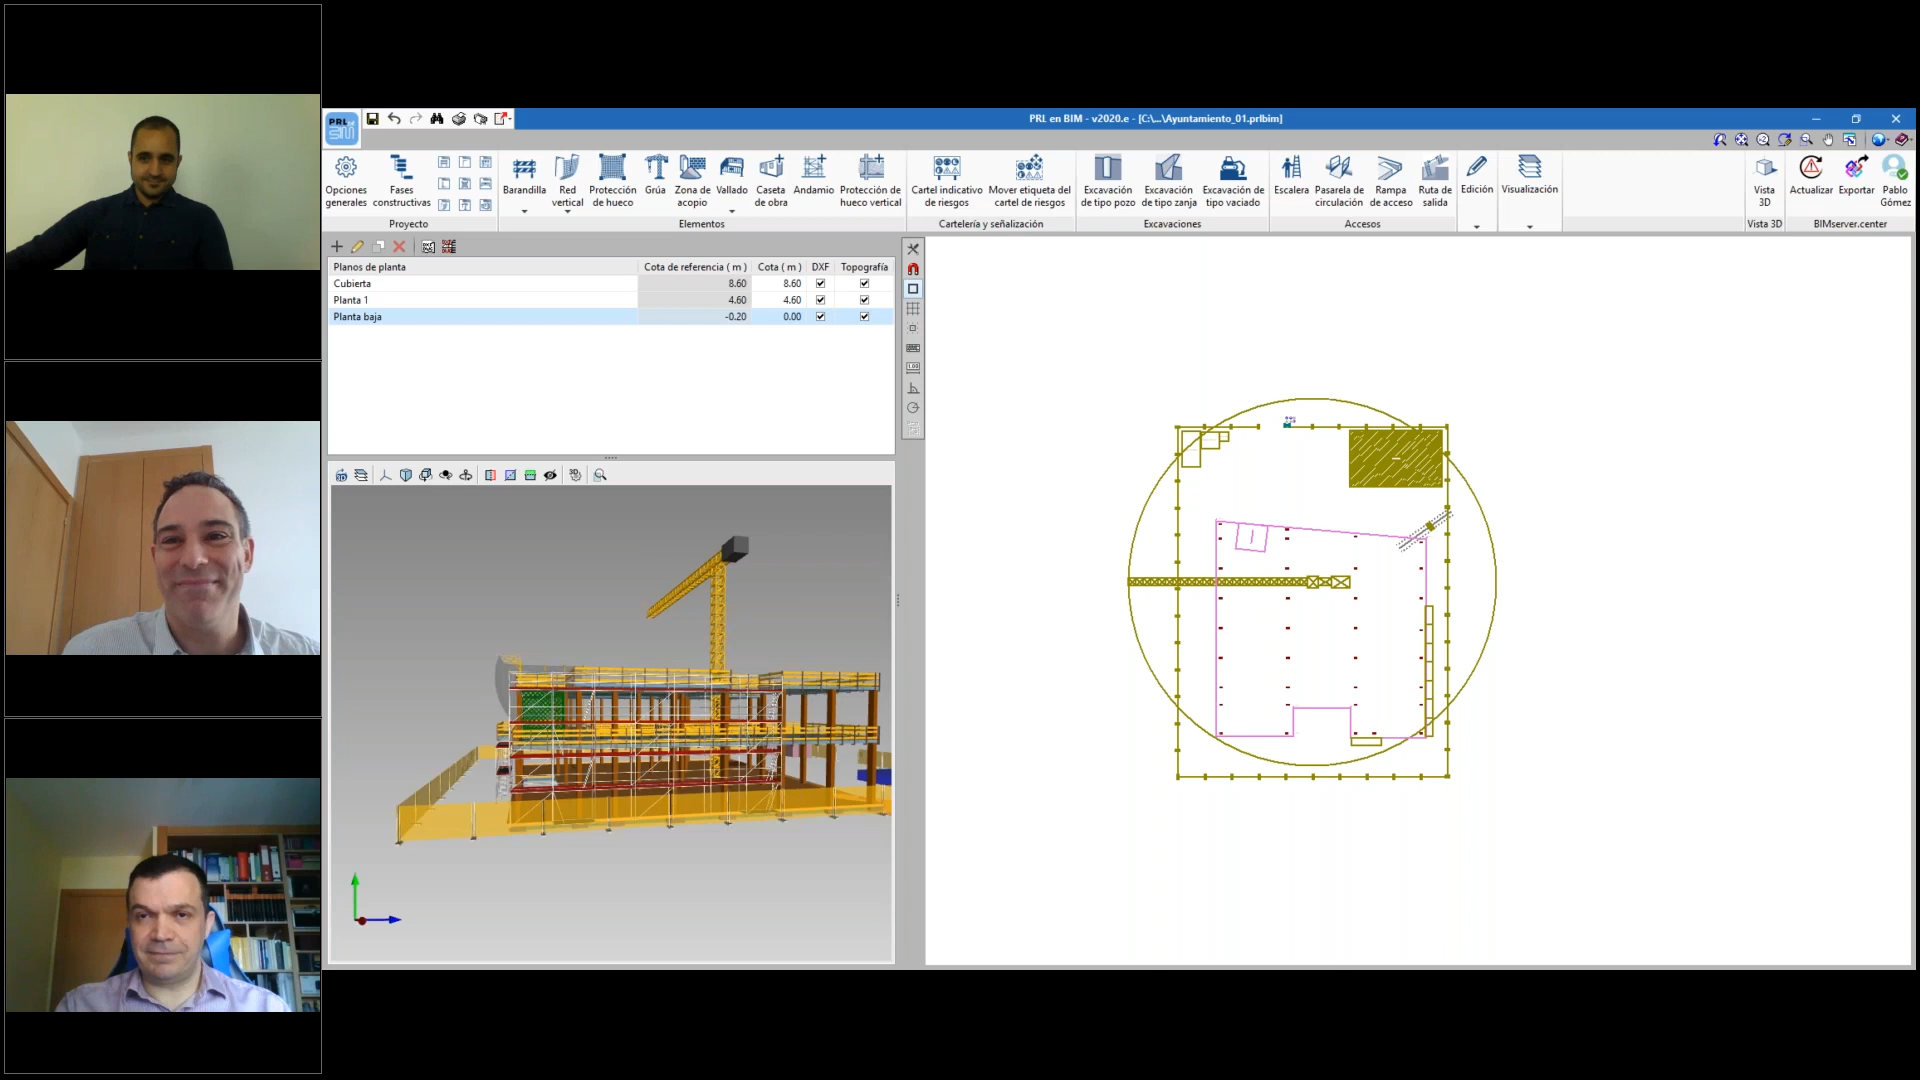 PRL en BIM - v2020.e - [C:\...\Ayuntamiento_01.prlbim]
PRL
BIM
Opciones generales
Fases constructivas
Barandilla
Red vertical
Protección de hueco
Grúa
Zona de acopio
Vallado
Caseta de obra
Andamio
Protección de hueco vertical
Cartel indicativo de riesgos
Mover etiqueta del cartel de riesgos
Excavación de tipo pozo
Excavación de tipo zanja
Excavación de tipo vaciado
Escalera
Pasarela de circulación
Rampa de acceso
Ruta de salida
Edición
Visualización
Vista 3D
Actualizar
Exportar
Pablo Gómez
Proyecto
Elementos
Cartelería y señalización
Excavaciones
Accesos
Vista 3D
BIMserver.center
Planos de planta Cota de referencia ( m ) Cota ( m ) DXF Topografía
Cubierta 8.60 8.60
Planta 1 4.60 4.60
Planta baja -0.20 0.00